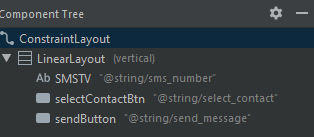 Component Tree
ConstraintLayout
LinearLayout (vertical)
Ab SMSTV "@string/sms_number"
selectContactBtn "@string/select_contact"
sendButton "@string/send_message"